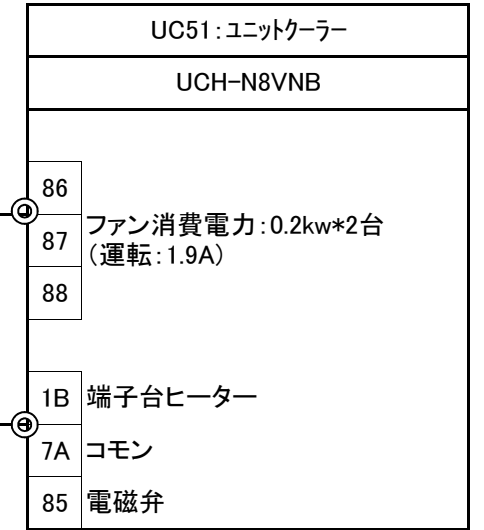 UC51：ユニットクーラー
UCH-N8VNB
86
87
88
ファン消費電力：0.2kw*2台
（運転：1.9A）
1B 端子台ヒーター
7A コモン
85 電磁弁